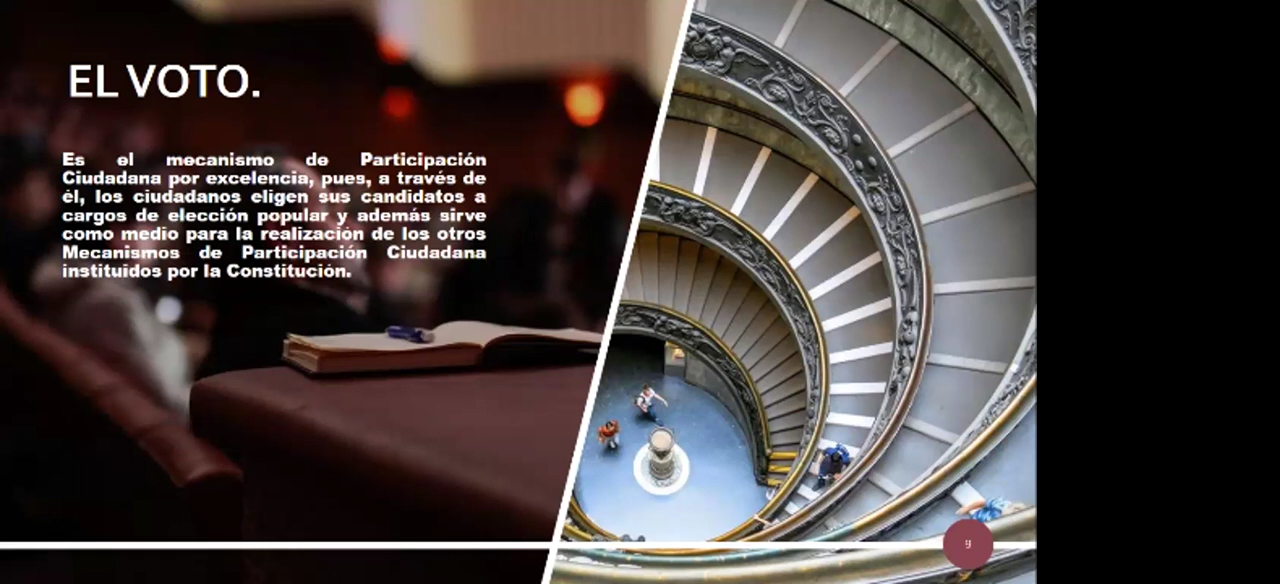 EL VOTO.
Es el mecanismo de Participación
Ciudadana por excelencia, pues, a través de
él, los ciudadanos eligen sus candidatos a
cargos de elección popular y además sirve
como medio para la realización de los otros
Mecanismos de Participación Ciudadana
instituidos por la Constitución.
9